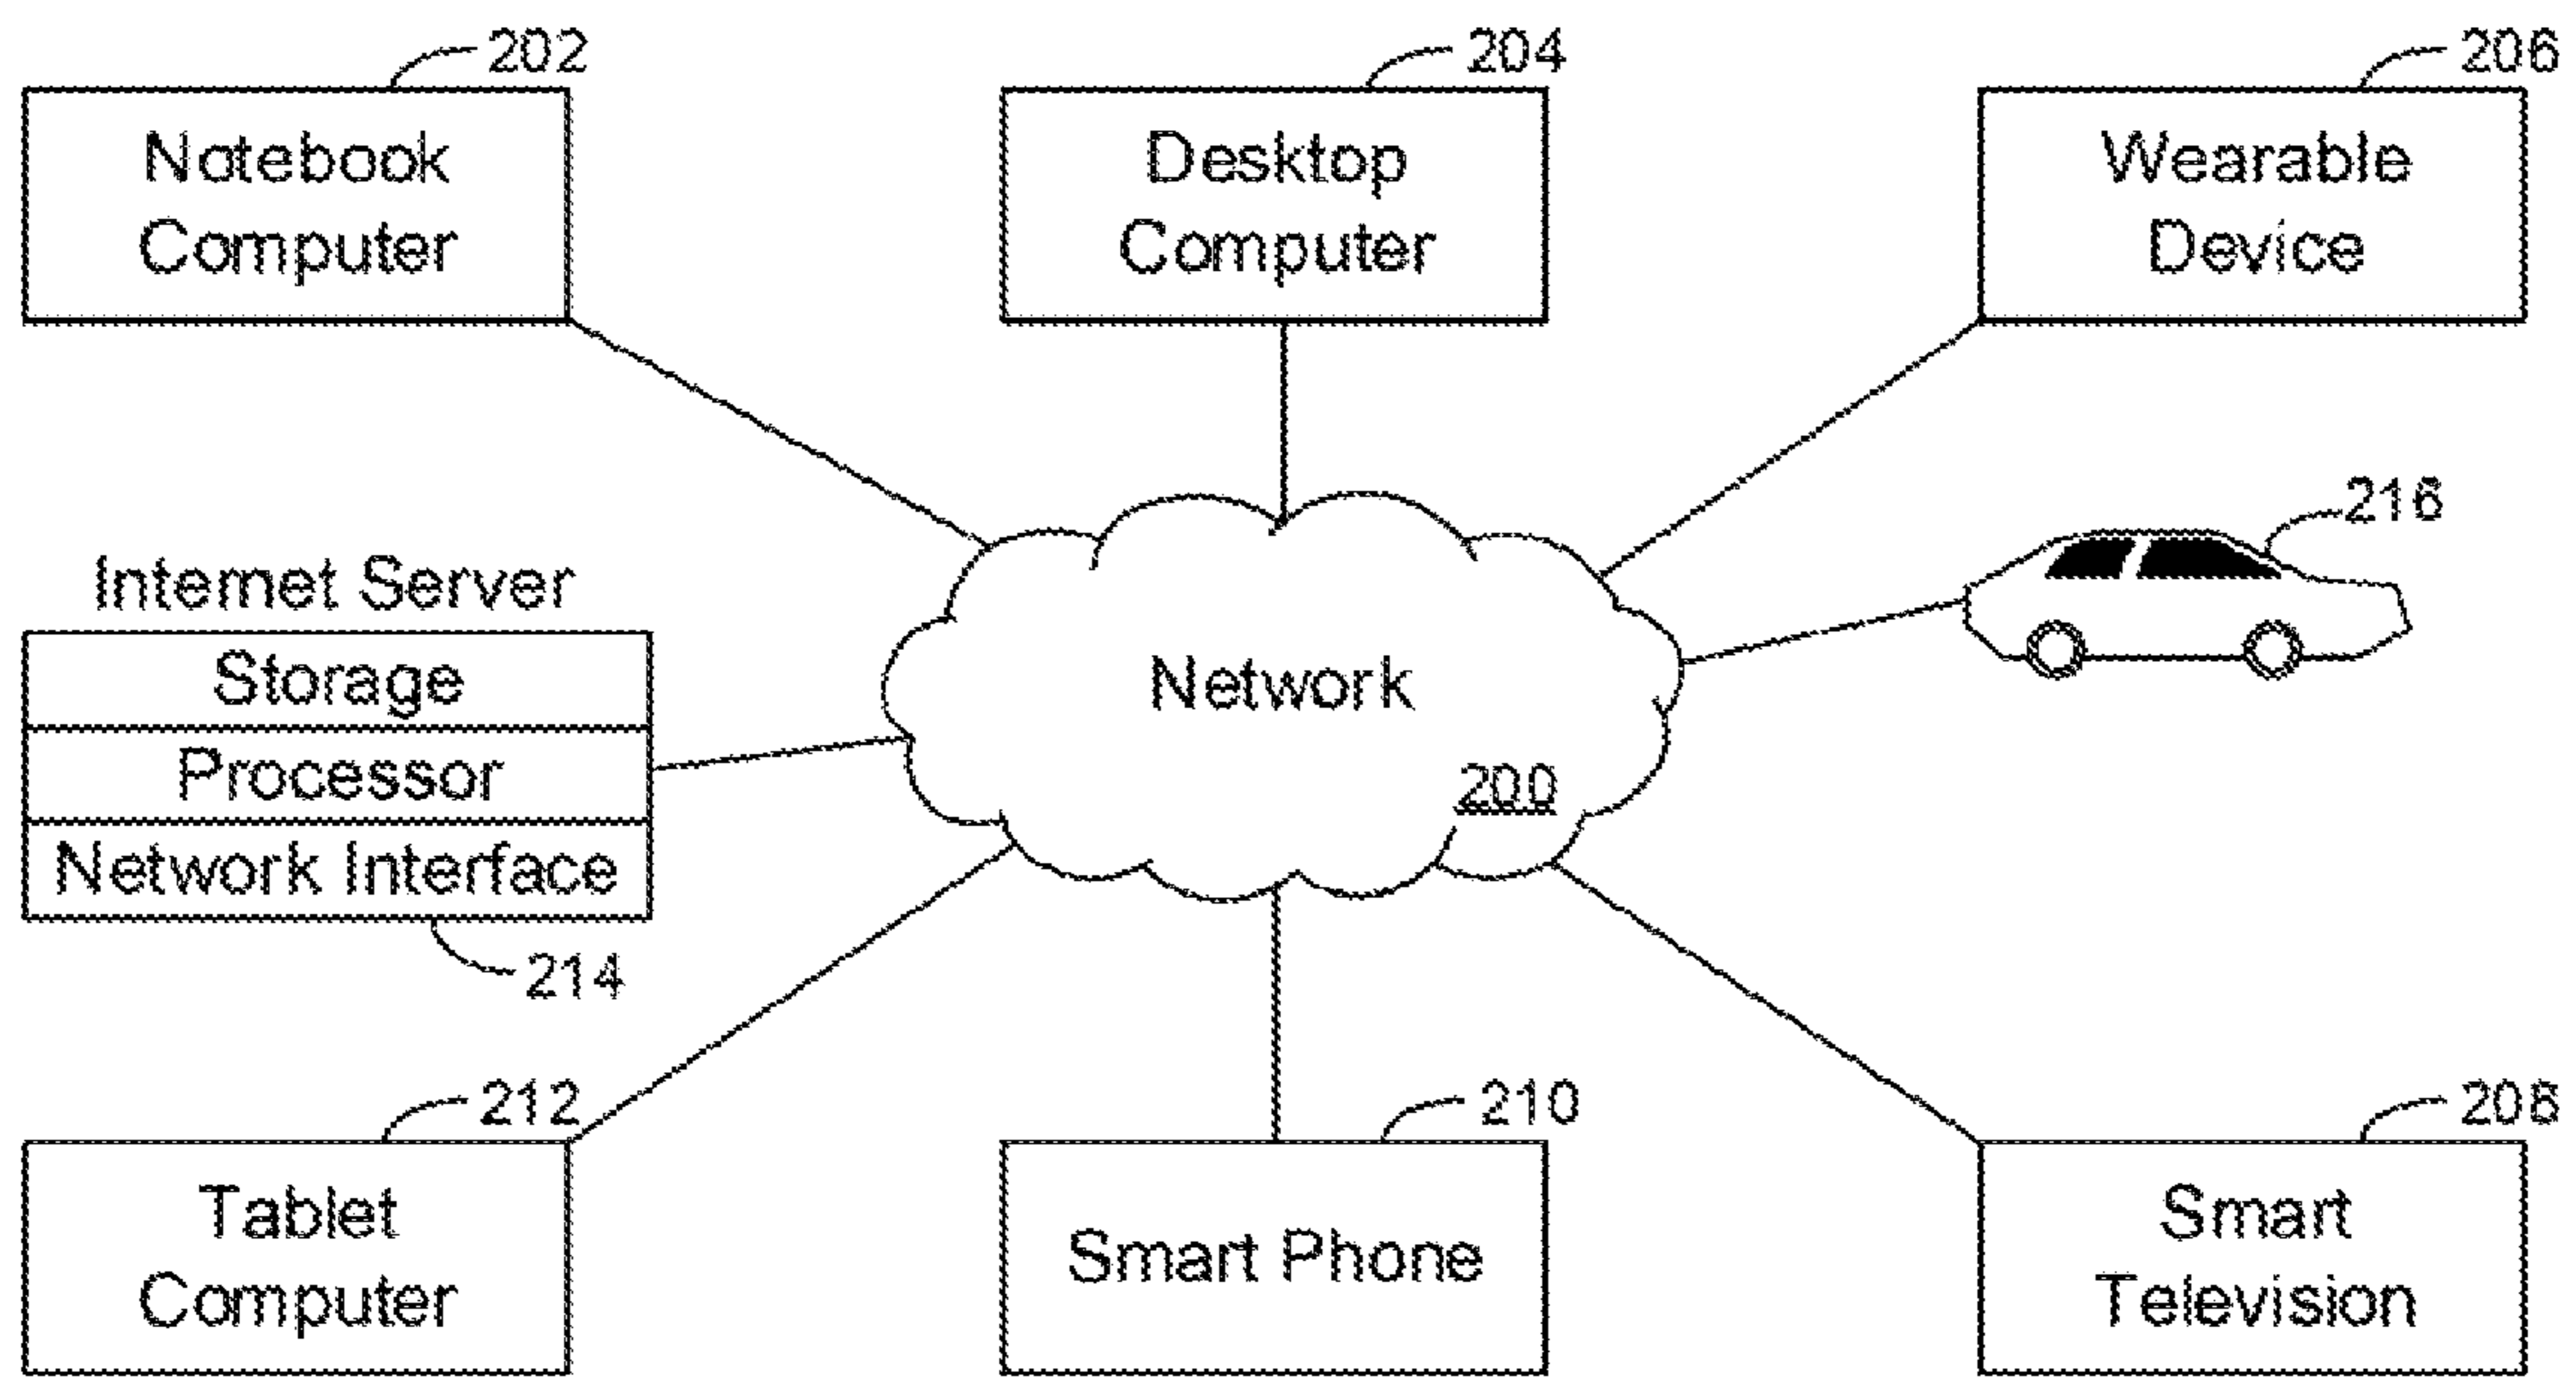 202
204
206
Notebook
Computer
Desktop
Computer
Wearable
Device
216
Internet Server
Storage
Processor
Network Interface
214
Network
200
212
210
208
Tablet
Computer
Smart Phone
Smart
Television